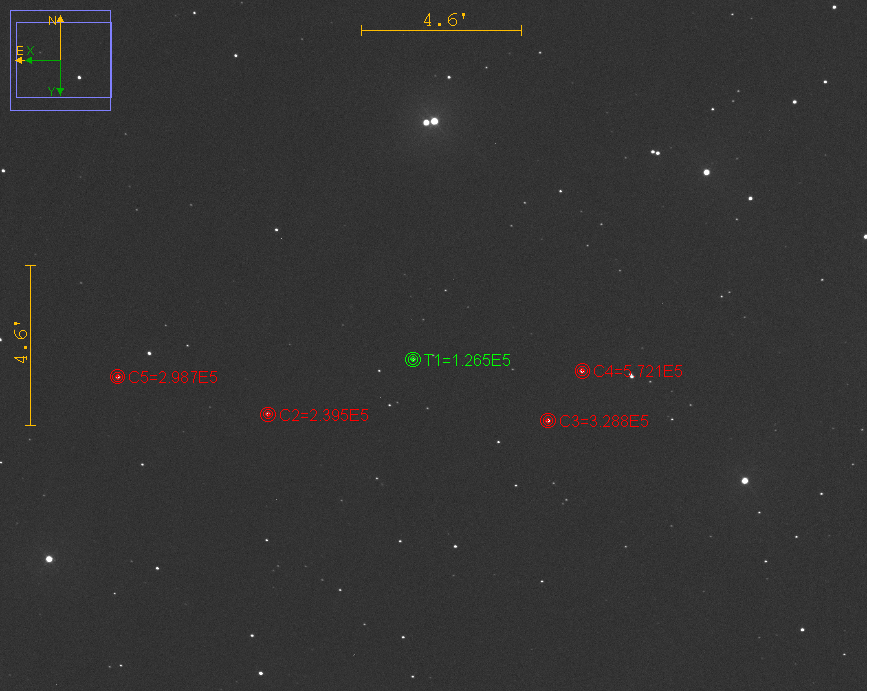 4.6'
N
E X
Y
4.6'
T1=1.265E5
C5=2.987E5
C4=5.721E5
C2=2.395E5
C3=3.288E5